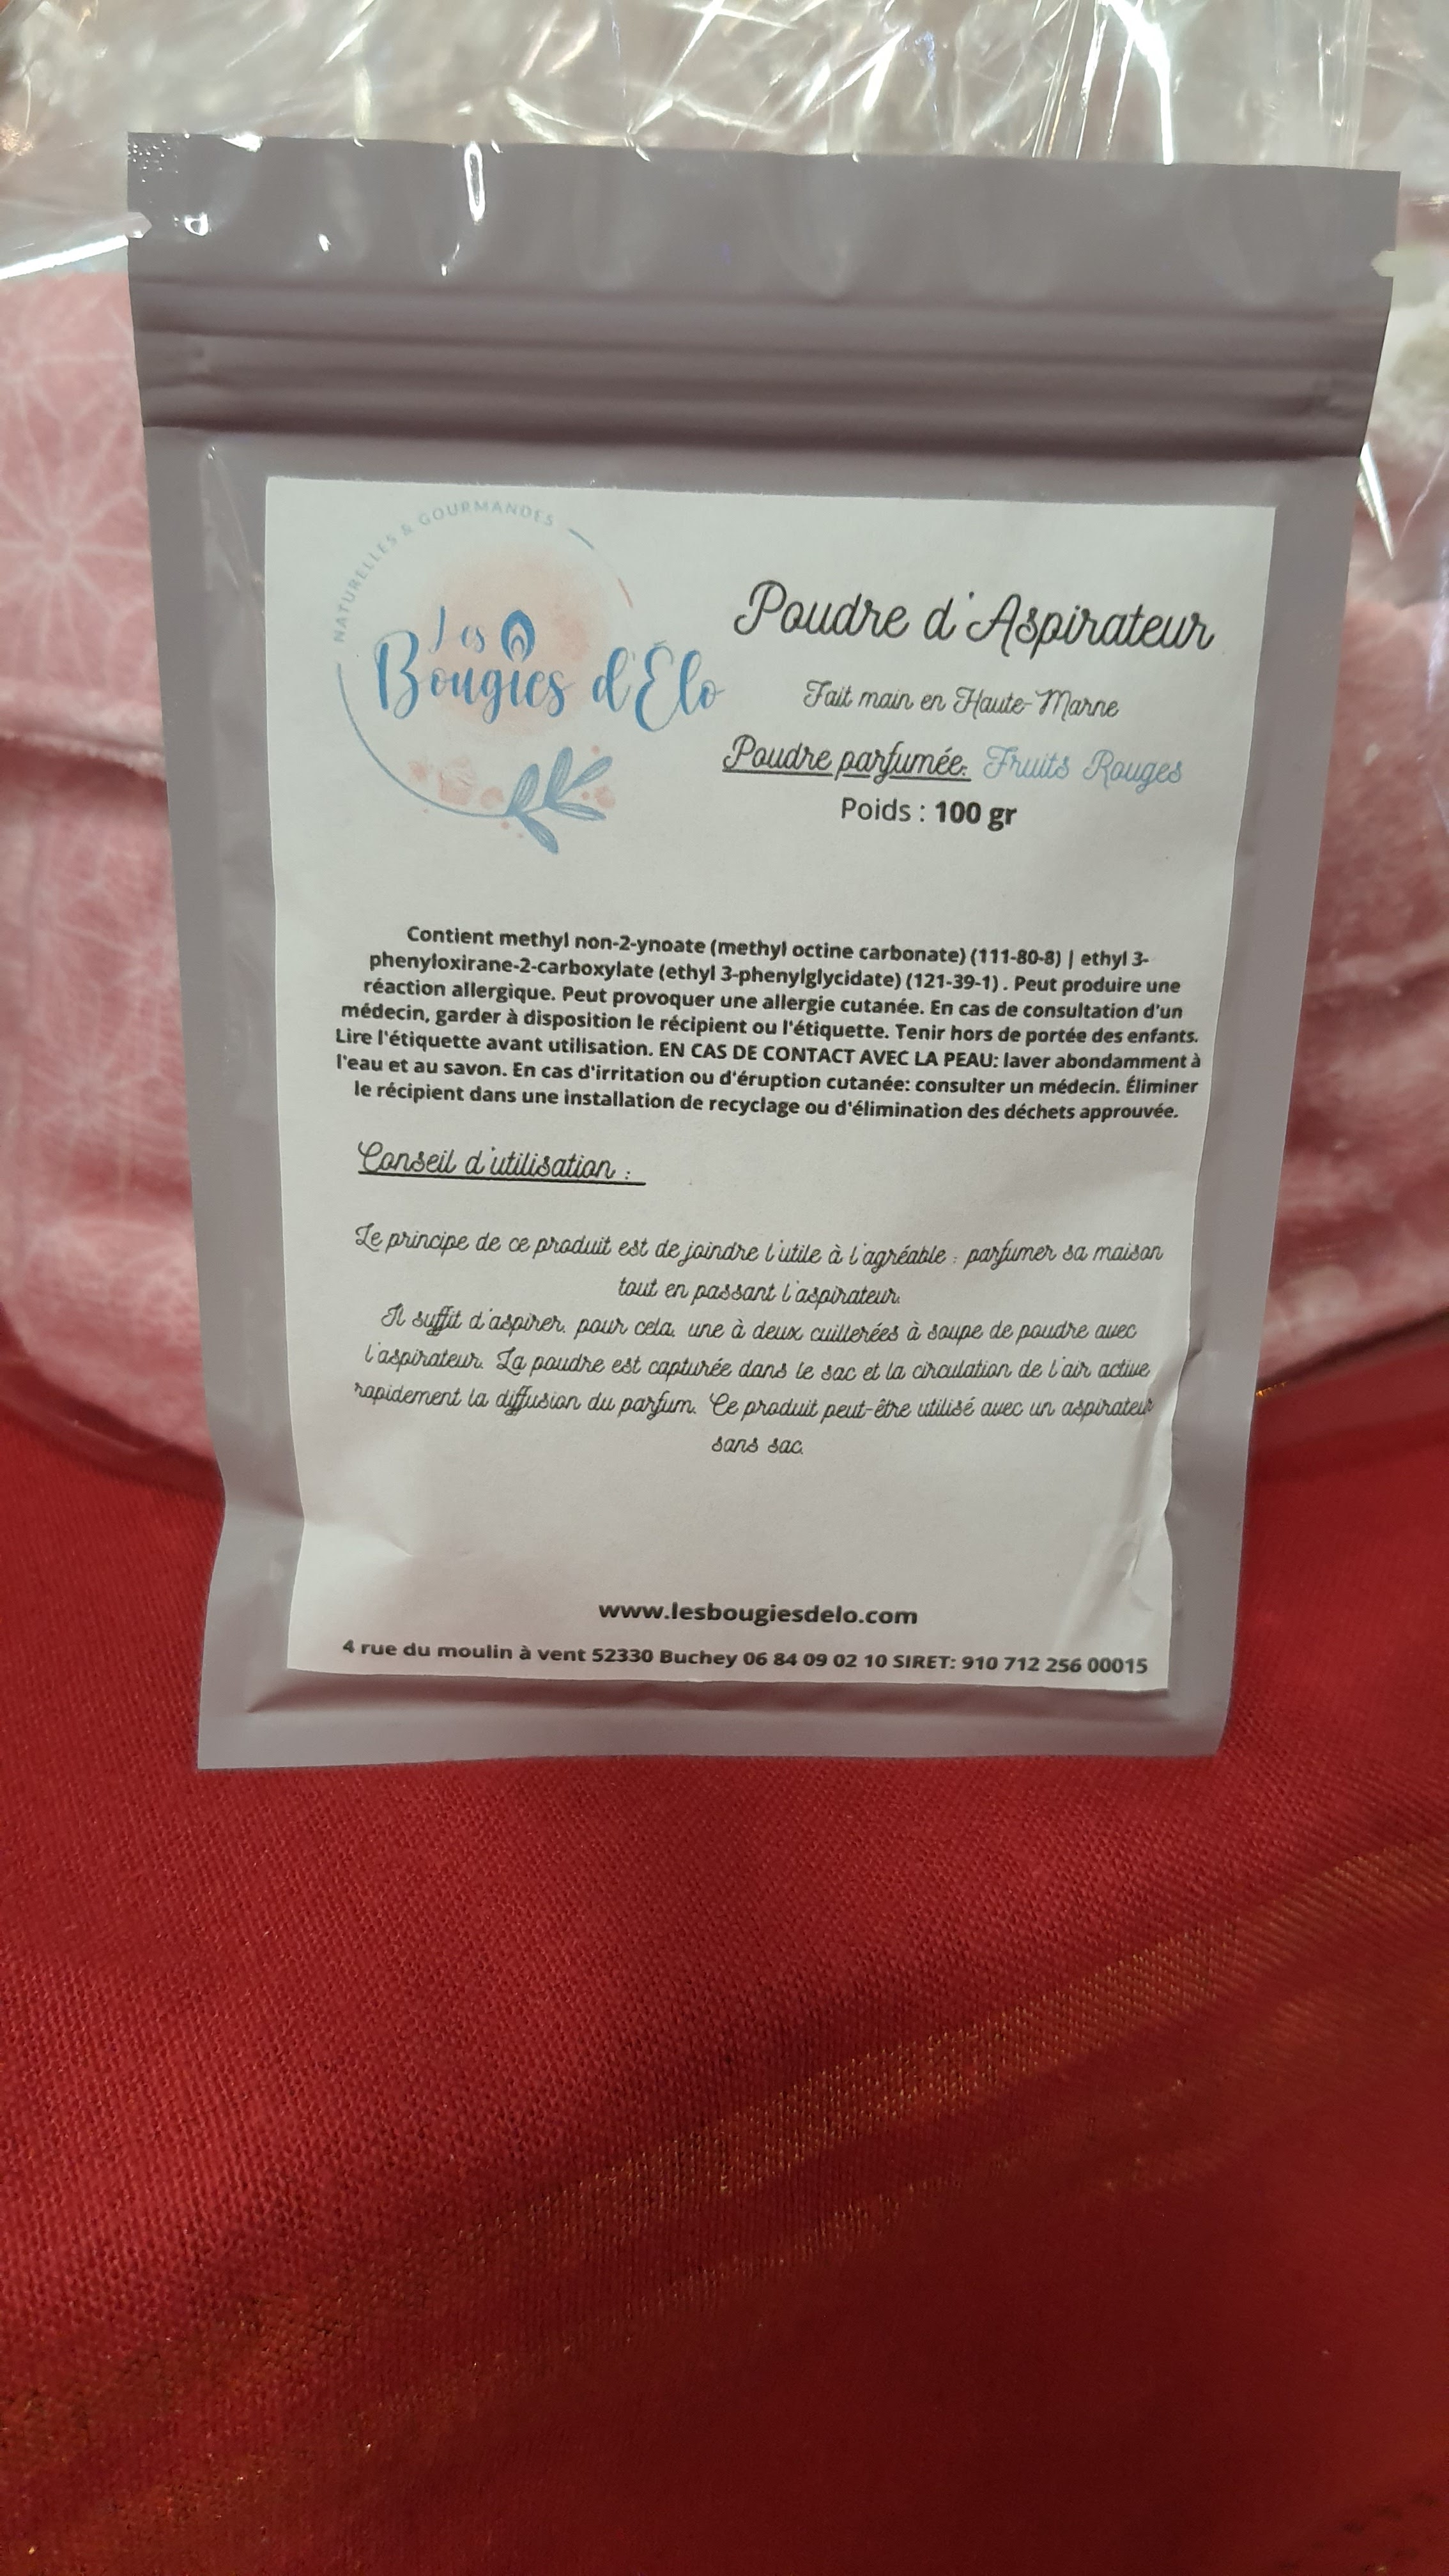 NATURELLES & GOURMANDES
Les
Bougies d'Élo
Poudre d'Aspirateur
Fait main en Haute-Marne
Poudre parfumée: Fruits Rouges
Poids : 100 gr
Contient methyl non-2-ynoate (methyl octine carbonate) (111-80-8) | ethyl 3-
phenyloxirane-2-carboxylate (ethyl 3-phenylglycidate) (121-39-1) . Peut produire une
réaction allergique. Peut provoquer une allergie cutanée. En cas de consultation d'un
médecin, garder à disposition le récipient ou l'étiquette. Tenir hors de portée des enfants.
Lire l'étiquette avant utilisation. EN CAS DE CONTACT AVEC LA PEAU: laver abondamment à
l'eau et au savon. En cas d'irritation ou d'éruption cutanée: consulter un médecin. Éliminer
le récipient dans une installation de recyclage ou d'élimination des déchets approuvée.
Conseil d'utilisation :
Le principe de ce produit est de joindre l'utile à l'agréable : parfumer sa maison
tout en passant l'aspirateur.
Il suffit d'aspirer, pour cela, une à deux cuillerées à soupe de poudre avec
l'aspirateur. La poudre est capturée dans le sac et la circulation de l'air active
rapidement la diffusion du parfum. Ce produit peut-être utilisé avec un aspirateur
sans sac.
www.lesbougiesdelo.com
4 rue du moulin à vent 52330 Buchey 06 84 09 02 10 SIRET: 910 712 256 00015